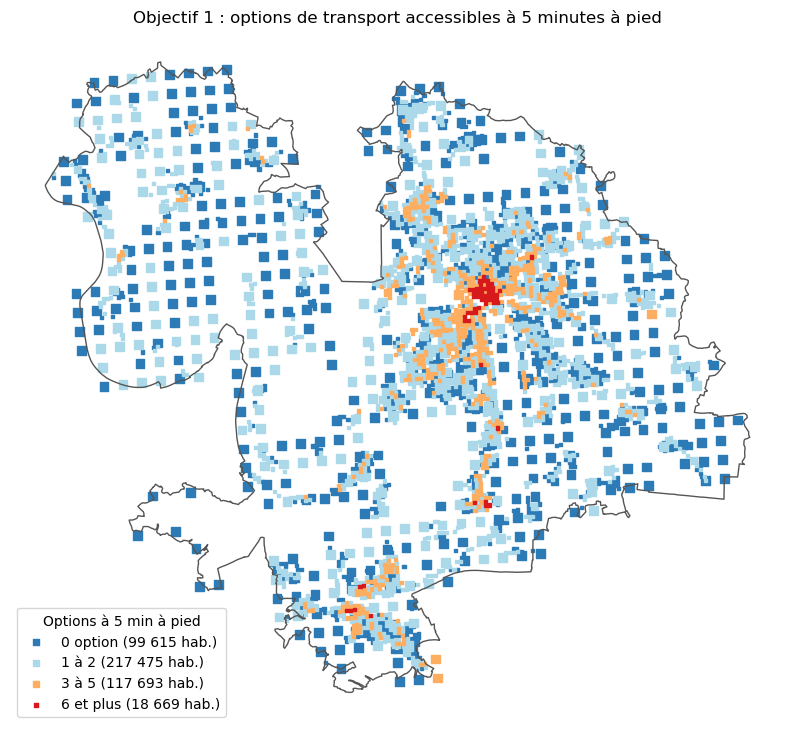 Objectif 1 : options de transport accessibles à 5 minutes à pied
Options à 5 min à pied
0 option (99 615 hab.)
1 à 2 (217 475 hab.)
3 à 5 (117 693 hab.)
6 et plus (18 669 hab.)